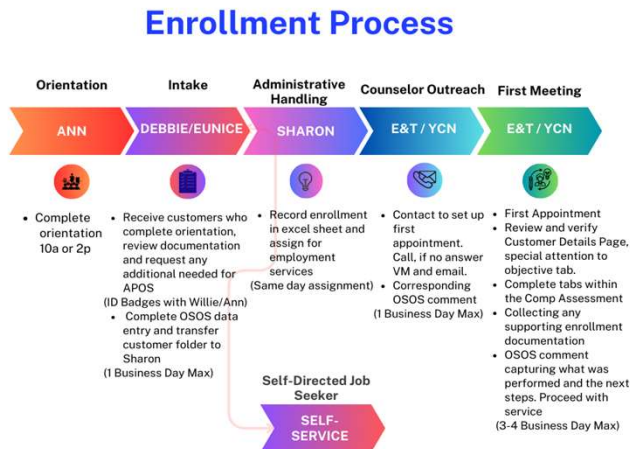 Enrollment Process
Orientation
ANN
• Complete
orientation
10a or 2p
Intake
DEBBIE/EUNICE
• Receive customers who
complete orientation,
review documentation
and request any
additional needed for
APOS
(ID Badges with Willie/Ann)
• Complete OSOS data
entry and transfer
customer folder to
Sharon
(1 Business Day Max)
Administrative
Handling
SHARON
• Record enrollment
in excel sheet and
assign for
employment
services
(Same day assignment)
Counselor Outreach
E&T / YCN
• Contact to set up
first
appointment.
Call, if no answer
VM and email.
• Corresponding
OSOS comment
(1 Business Day Max)
First Meeting
E&T / YCN
• First Appointment
• Review and verify
Customer Details Page,
special attention to
objective tab.
• Complete tabs within
the Comp Assessment
• Collecting any
supporting enrollment
documentation
• OSOS comment
capturing what was
performed and the next
steps. Proceed with
service
(3-4 Business Day Max)
Self-Directed Job
Seeker
SELF-
SERVICE